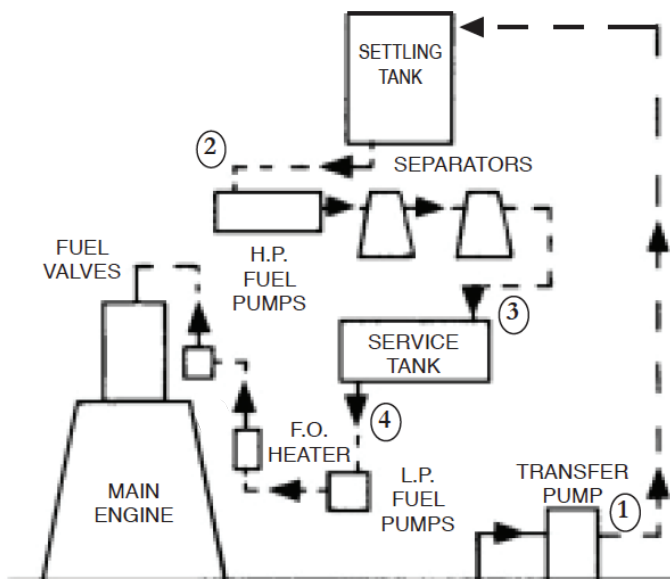 SETTLING
TANK
2
SEPARATORS
FUEL
VALVES
H.P.
FUEL
PUMPS
3
SERVICE
TANK
4
F.O.
HEATER
L.P.
FUEL
PUMPS
TRANSFER
PUMP
1
MAIN
ENGINE